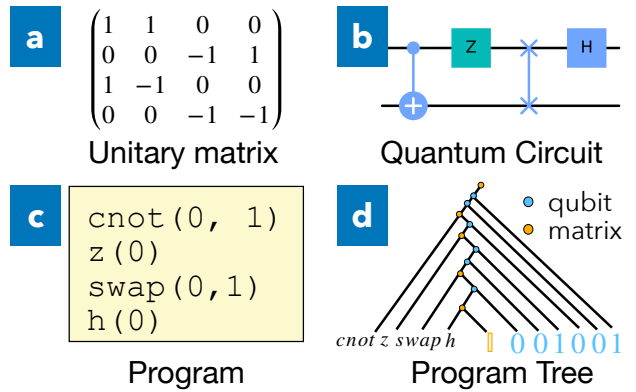 a
1 1 0 0
0 0 -1 1
1 -1 0 0
0 0 -1 -1
Unitary matrix
b
Z
H
Quantum Circuit
c
cnot(0, 1)
z(0)
swap(0,1)
h(0)
Program
d
qubit
matrix
cnot z swap h [] 0 0 1 0 0 1
Program Tree